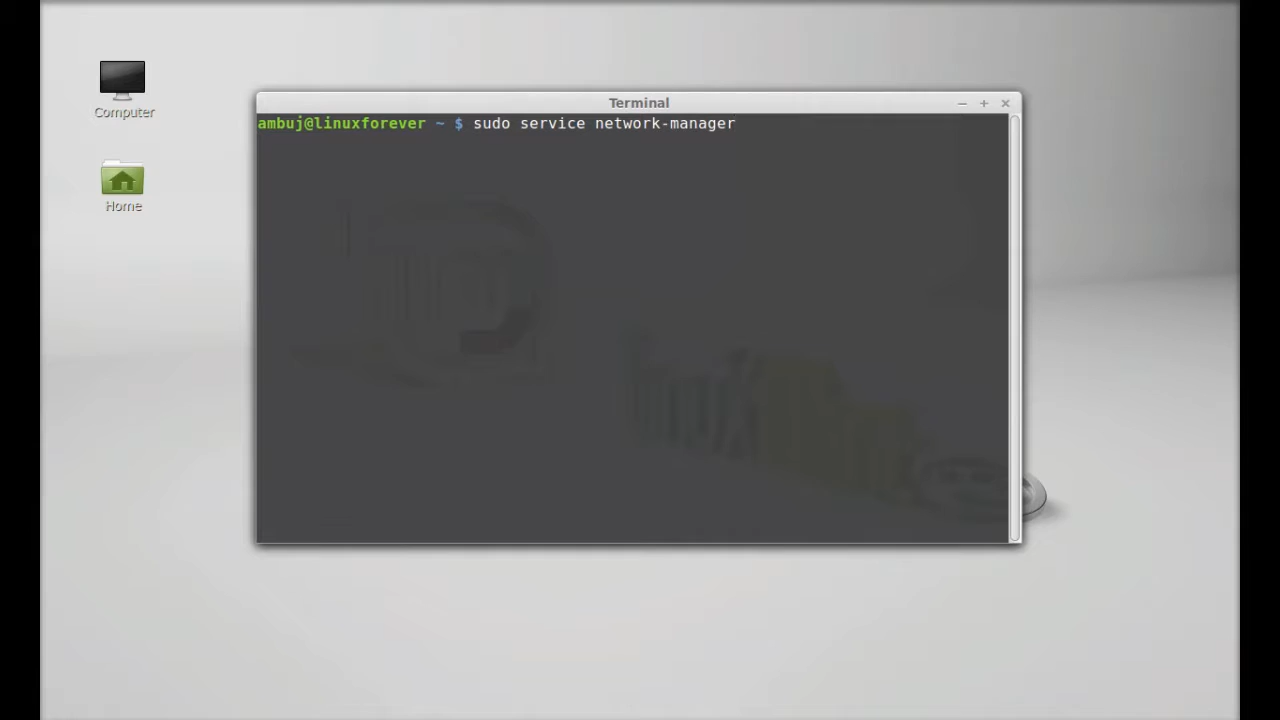 Computer
Home
Terminal
ambuj@linuxforever ~ $ sudo service network-manager